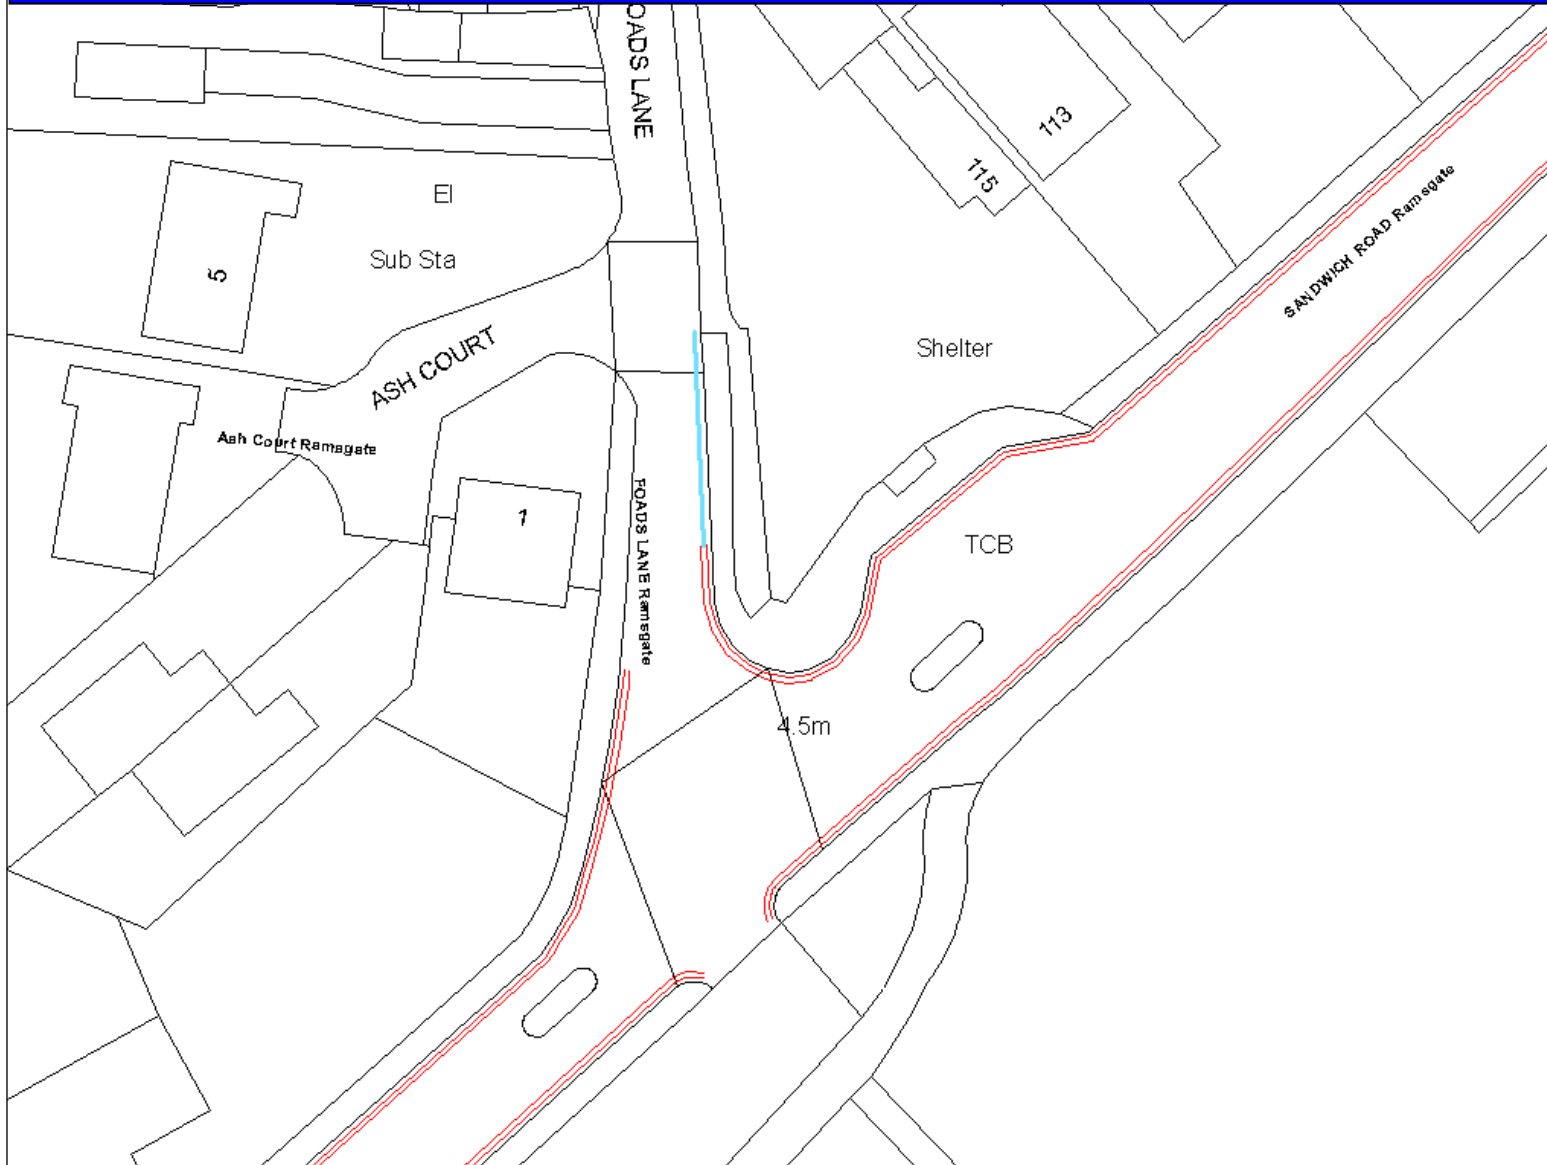 OADS LANE
113
115
El
Sub Sta
5
SANDWICH ROAD Ramsgate
ASH COURT
Shelter
Ash Court Ramsgate
1
FOADS LANE Ramsgate
TCB
4.5m